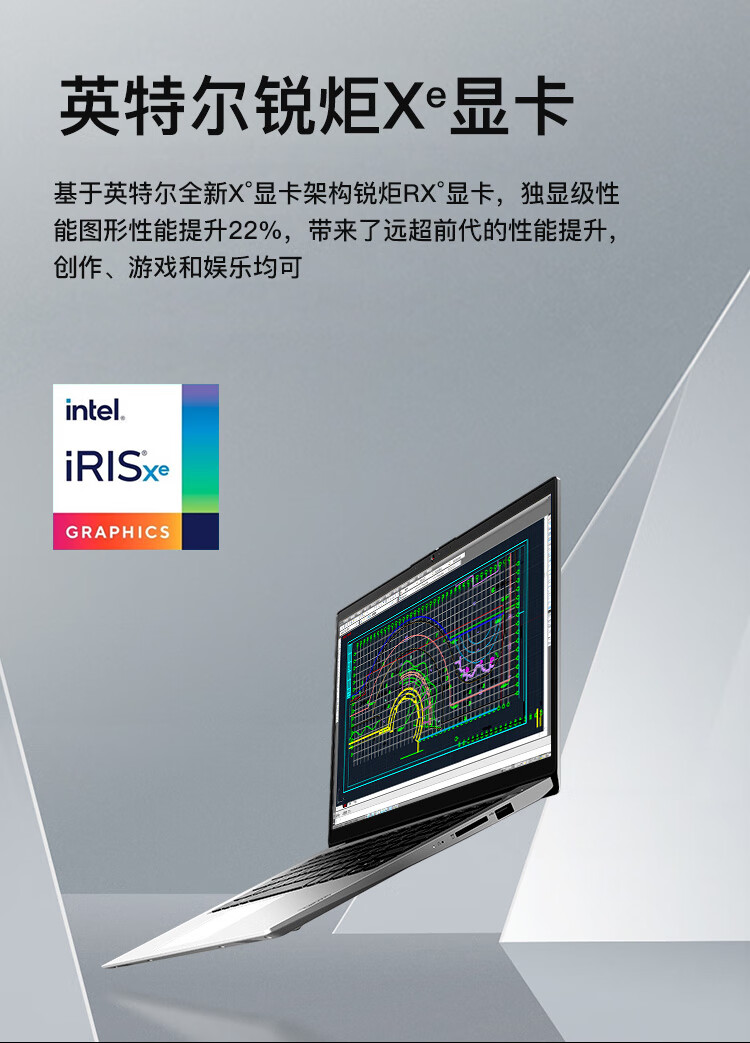 英特尔锐炬Xe显卡
基于英特尔全新X°显卡架构锐炬RX°显卡，独显级性
能图形性能提升22%，带来了远超前代的性能提升，
创作、游戏和娱乐均可
intel®
iRIS® Xe
GRAPHICS